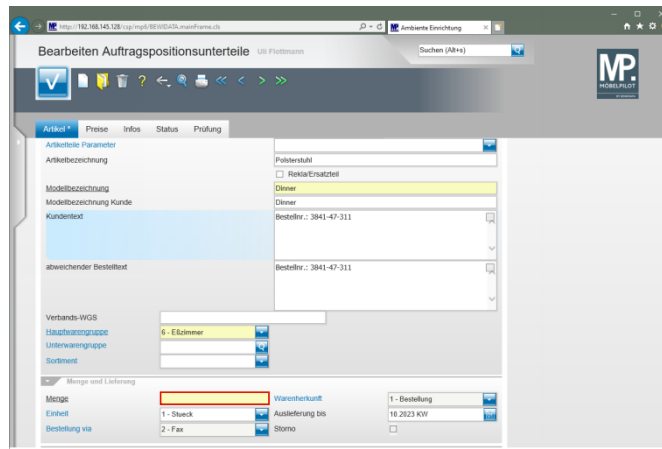 http://192.168.145.128/csp/mp8/BEWIDATA.mainFrame.cls
MP Ambiente Einrichtung
Bearbeiten Auftragspositionsunterteile Uli Flottmann
Suchen (Alt+s)
MP.
MÖBELPILOT
Artikel * Preise Infos Status Prüfung
Artikelteile Parameter
Artikelbezeichnung Polsterstuhl
Rekla/Ersatzteil
Modellbezeichnung Dinner
Modellbezeichnung Kunde Dinner
Kundentext Bestellnr.: 3841-47-311
abweichender Bestelltext Bestellnr.: 3841-47-311
Verbands-WGS
Hauptwarengruppe 6 - Eßzimmer
Unterwarengruppe
Sortiment
Menge und Lieferung
Menge Warenherkunft 1 - Bestellung
Einheit 1 - Stueck Auslieferung bis 10.2023 KW
Bestellung via 2 - Fax Storno